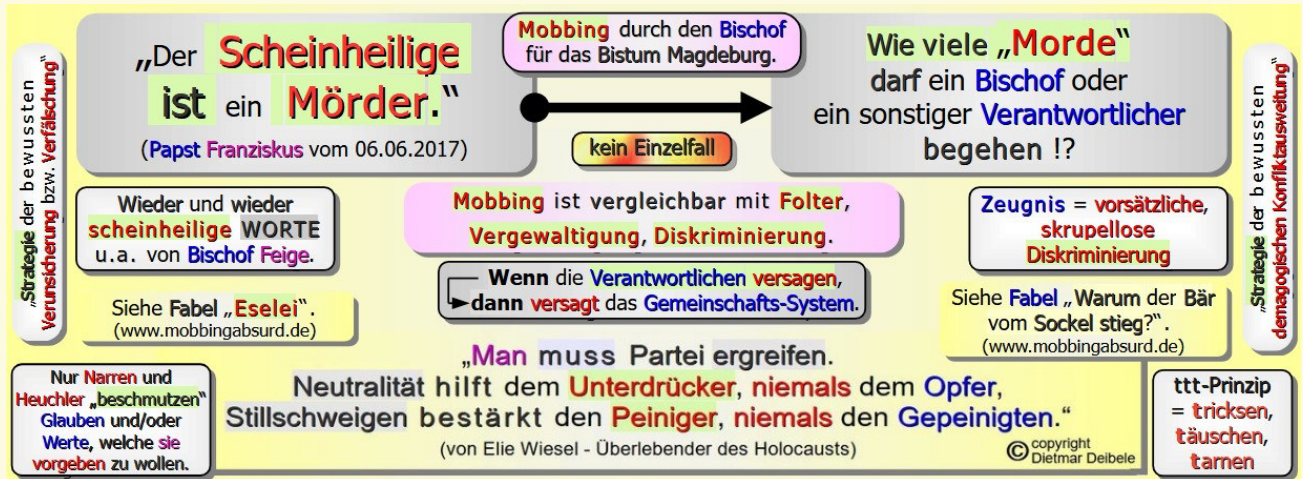 „Strategie der bewussten
Verunsicherung bzw. Verfälschung“
„Der Scheinheilige
ist ein Mörder.“
(Papst Franziskus vom 06.06.2017)
Mobbing durch den Bischof
für das Bistum Magdeburg.
kein Einzelfall
Wie viele „Morde“
darf ein Bischof oder
ein sonstiger Verantwortlicher
begehen !?
„Strategie der bewussten
demagogischen Konfliktausweitung“
Wieder und wieder
scheinheilige WORTE
u.a. von Bischof Feige.
Mobbing ist vergleichbar mit Folter,
Vergewaltigung, Diskriminierung.
Zeugnis = vorsätzliche,
skrupellose
Diskriminierung
Wenn die Verantwortlichen versagen,
dann versagt das Gemeinschafts-System.
Siehe Fabel „Eselei“.
(www.mobbingabsurd.de)
Siehe Fabel „Warum der Bär
vom Sockel stieg?“.
(www.mobbingabsurd.de)
Nur Narren und
Heuchler „beschmutzen“
Glauben und/oder
Werte, welche sie
vorgeben zu wollen.
„Man muss Partei ergreifen.
Neutralität hilft dem Unterdrücker, niemals dem Opfer,
Stillschweigen bestärkt den Peiniger, niemals den Gepeinigten.“
(von Elie Wiesel - Überlebender des Holocausts)
© copyright
Dietmar Deibele
ttt-Prinzip
= tricksen,
täuschen,
tarnen